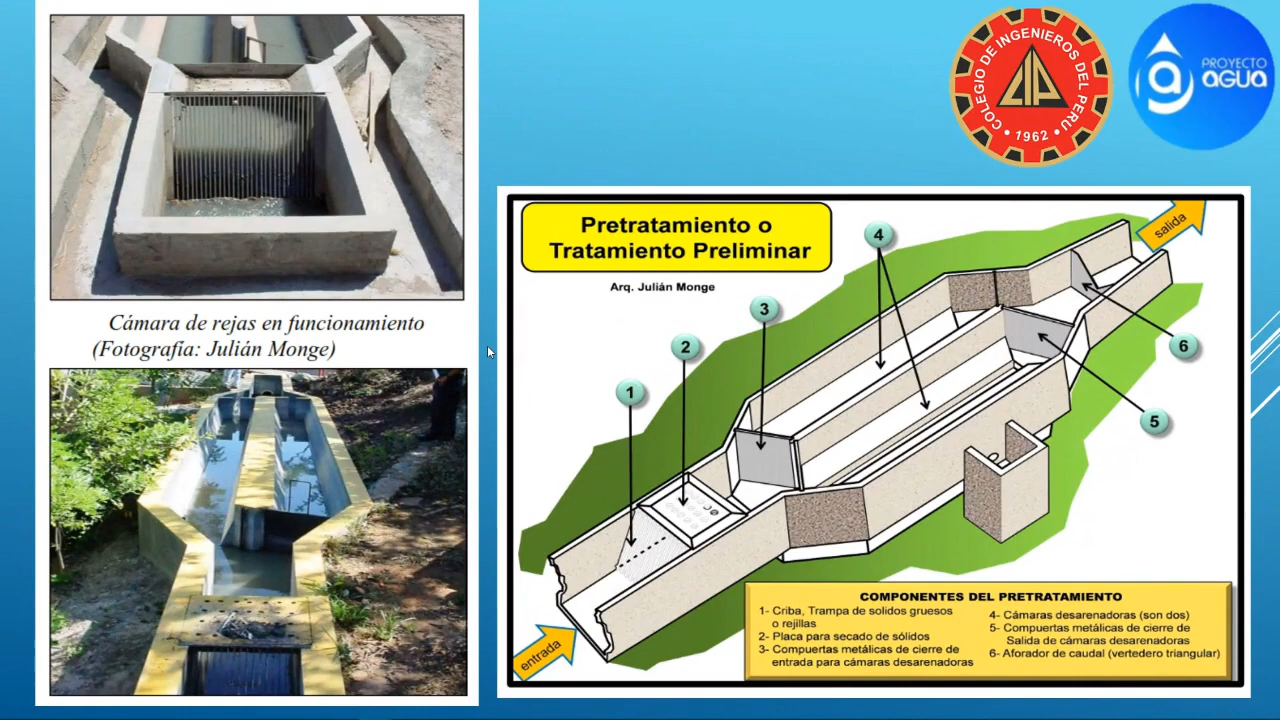 COLEGIO DE INGENIEROS DEL PERU
• 1962 •
PROYECTO
AGUA
Cámara de rejas en funcionamiento
(Fotografía: Julián Monge)
Pretratamiento o
Tratamiento Preliminar
Arq. Julián Monge
salida
4
3
2
1
6
5
entrada
COMPONENTES DEL PRETRATAMIENTO
1- Criba, Trampa de solidos gruesos
o rejillas
2- Placa para secado de sólidos
3- Compuertas metálicas de cierre de
entrada para cámaras desarenadoras
4- Cámaras desarenadoras (son dos)
5- Compuertas metálicas de cierre de
Salida de cámaras desarenadoras
6- Aforador de caudal (vertedero triangular)